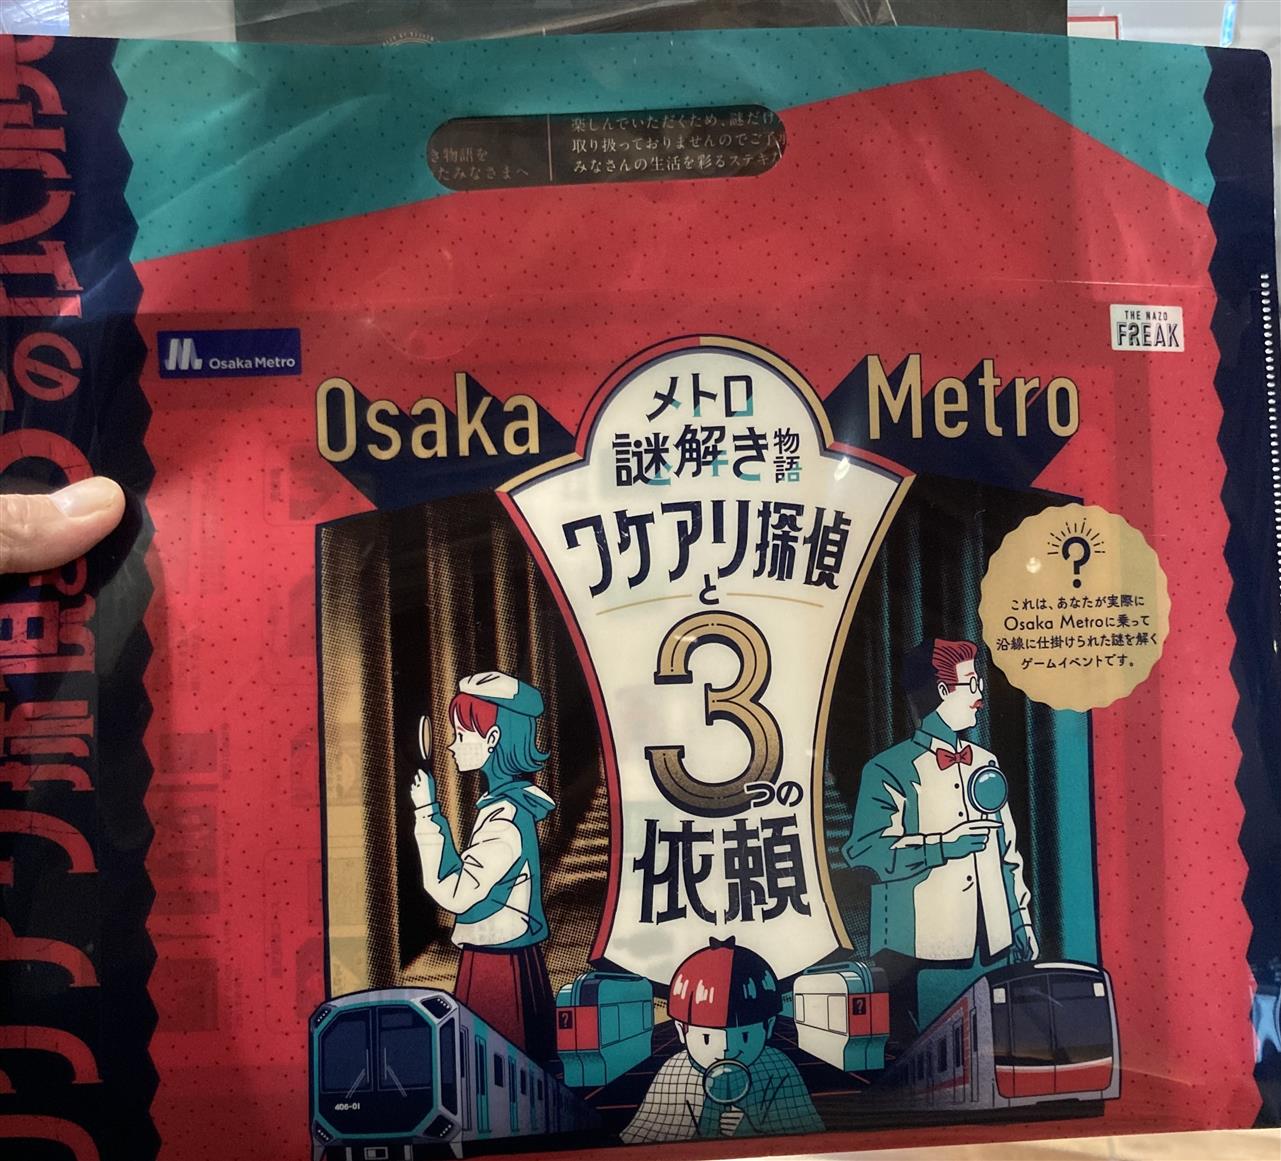 楽しんでいただくため、謎だけ
取り扱っておりませんのでご了
みなさんの生活を彩るステキ
き物語を
たみなさまへ
Osaka Metro
THE NAZO
FREAK
Osaka Metro
メトロ
謎解き物語
ワケアリ探偵
と
3
つの
依頼
?
これは、あなたが実際に
Osaka Metroに乗って
沿線に仕掛けられた謎を解く
ゲームイベントです。
?
?
406-01